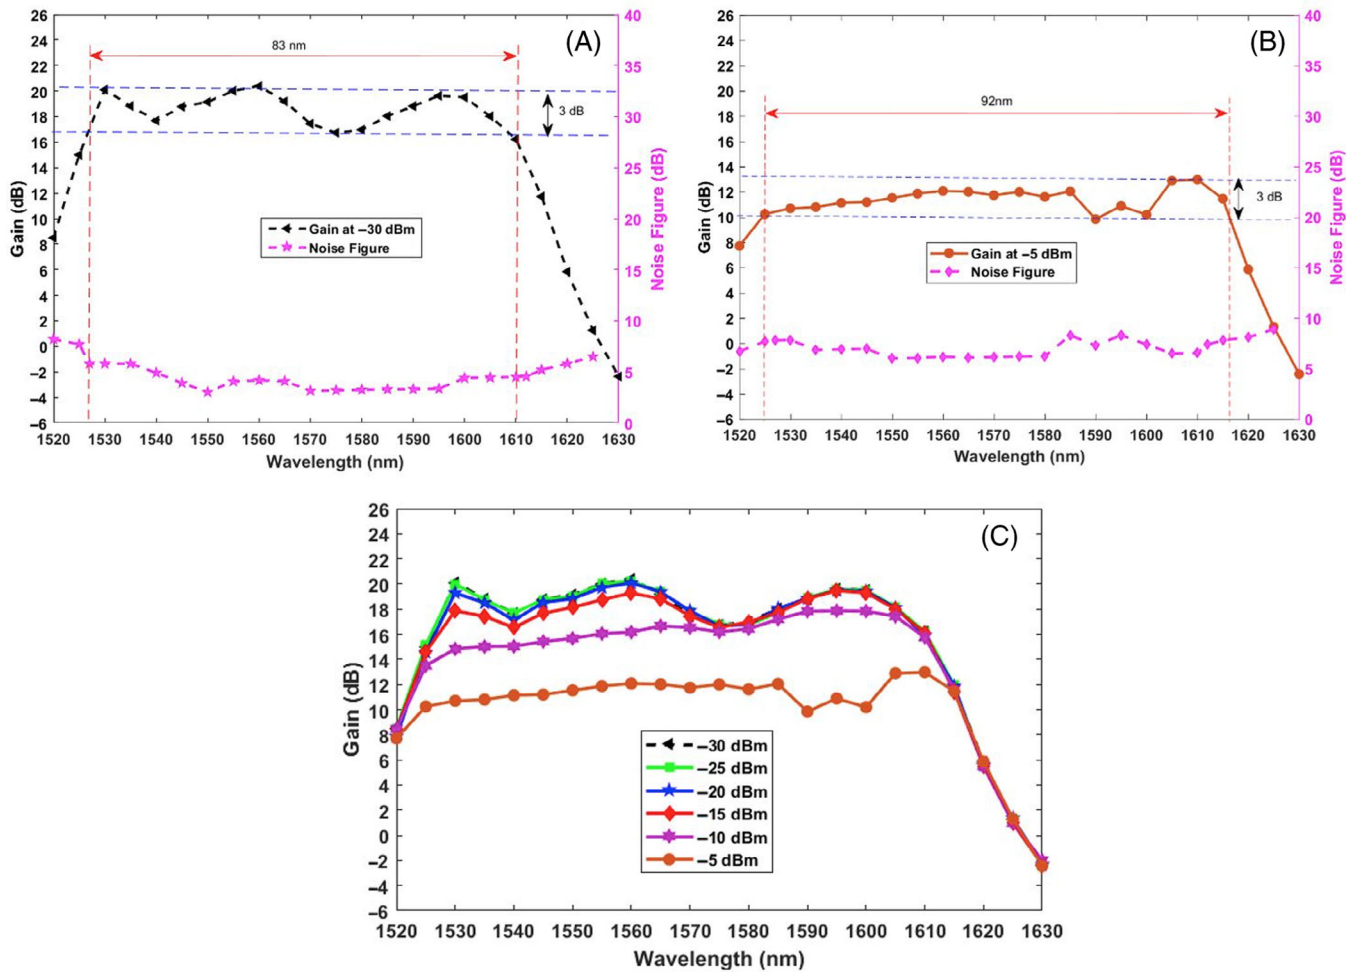 (A)
83 nm
3 dB
Gain at −30 dBm
Noise Figure
26
24
22
20
18
16
14
12
10
8
6
4
2
0
−2
−4
−6
Gain (dB)
40
35
30
25
20
15
10
5
0
Noise Figure (dB)
1520 1530 1540 1550 1560 1570 1580 1590 1600 1610 1620 1630
Wavelength (nm)
(B)
92nm
3 dB
Gain at −5 dBm
Noise Figure
26
24
22
20
18
16
14
12
10
8
6
4
2
0
−2
−4
−6
Gain (dB)
40
35
30
25
20
15
10
5
0
Noise Figure (dB)
1520 1530 1540 1550 1560 1570 1580 1590 1600 1610 1620 1630
Wavelength (nm)
(C)
26
24
22
20
18
16
14
12
10
8
6
4
2
0
−2
−4
−6
Gain (dB)
−30 dBm
−25 dBm
−20 dBm
−15 dBm
−10 dBm
−5 dBm
1520 1530 1540 1550 1560 1570 1580 1590 1600 1610 1620 1630
Wavelength (nm)